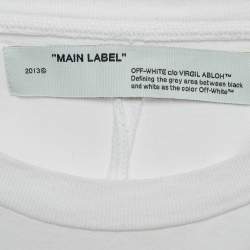 "MAIN LABEL"
2013©
OFF-WHITE c/o VIRGIL ABLOH™
Defining the grey area between black
and white as the color Off-White™